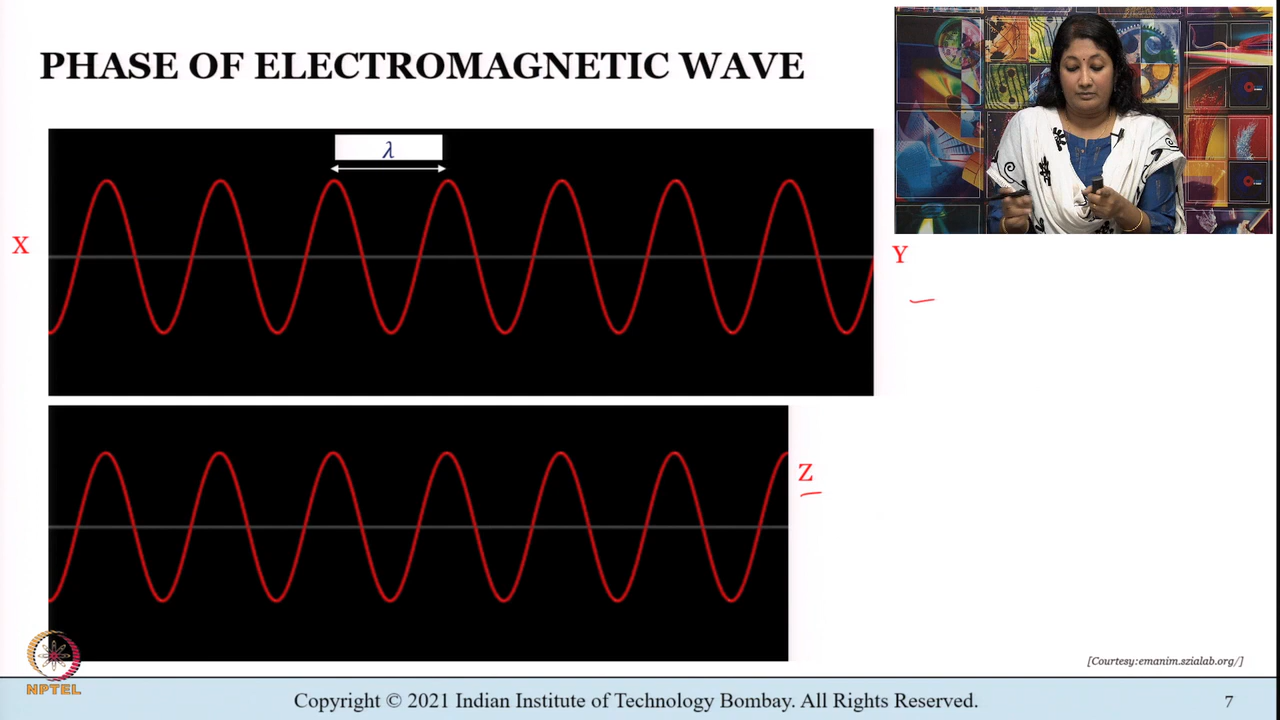 PHASE OF ELECTROMAGNETIC WAVE
λ
X
Y
Z
[Courtesy:emanim.szialab.org/]
NPTEL
Copyright © 2021 Indian Institute of Technology Bombay. All Rights Reserved.
7